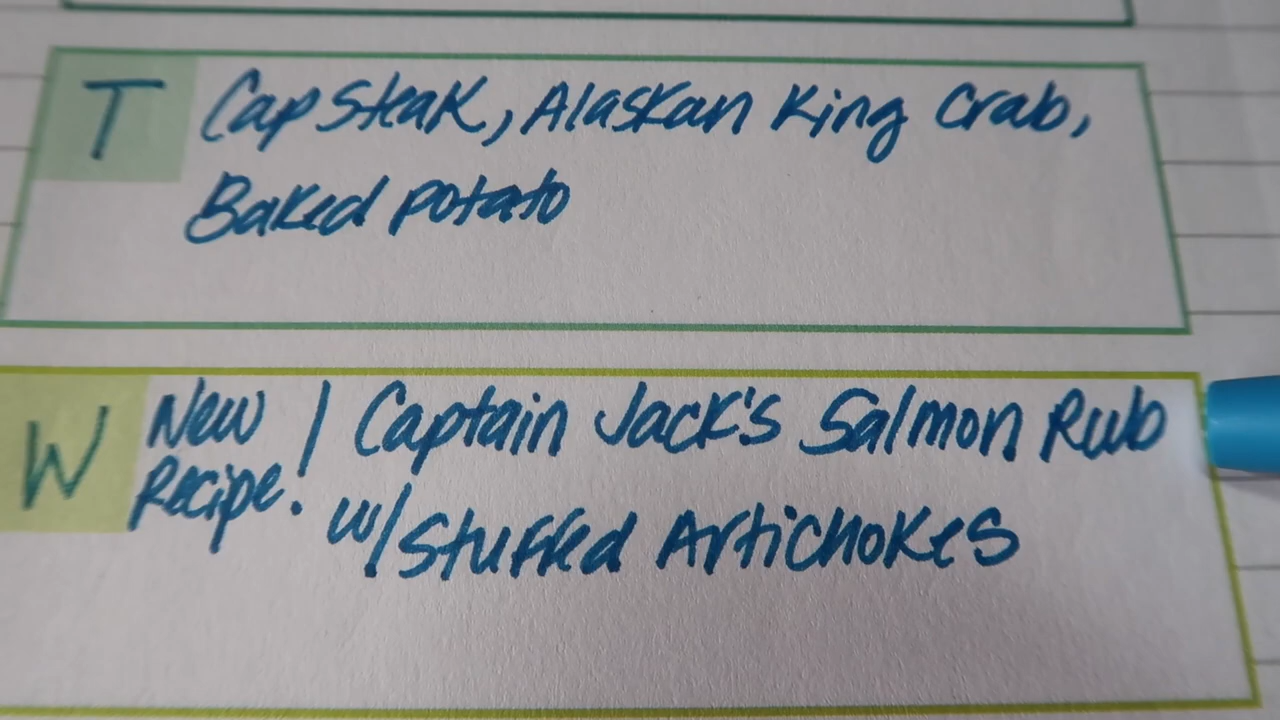 T Cap Steak, Alaskan King Crab,
Baked potato
W New Recipe! Captain Jack's Salmon Rub
w/ Stuffed Artichokes